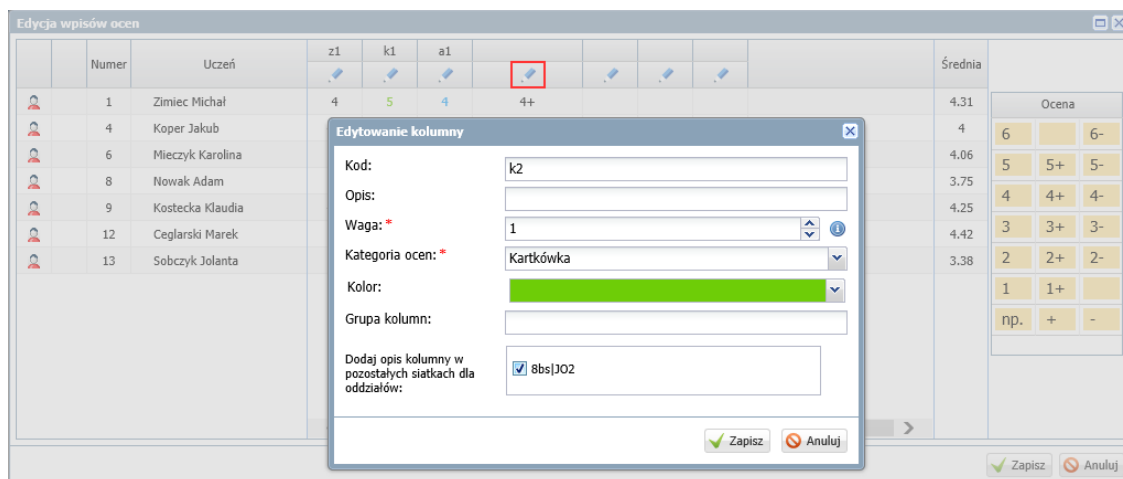 Edycja wpisów ocen
Numer Uczeń z1 k1 a1 Średnia
1 Zimiec Michał 4 5 4 4+ 4.31
4 Koper Jakub 4
6 Mieczyk Karolina 4.06
8 Nowak Adam 3.75
9 Kostecka Klaudia 4.25
12 Ceglarski Marek 4.42
13 Sobczyk Jolanta 3.38
Edytowanie kolumny
Kod: k2
Opis:
Waga: * 1
Kategoria ocen: * Kartkówka
Kolor:
Grupa kolumn:
Dodaj opis kolumny w
pozostałych siatkach dla
oddziałów:
8bs|JO2
Zapisz Anuluj
Ocena
6 6-
5 5+ 5-
4 4+ 4-
3 3+ 3-
2 2+ 2-
1 1+
np. + -
Zapisz Anuluj